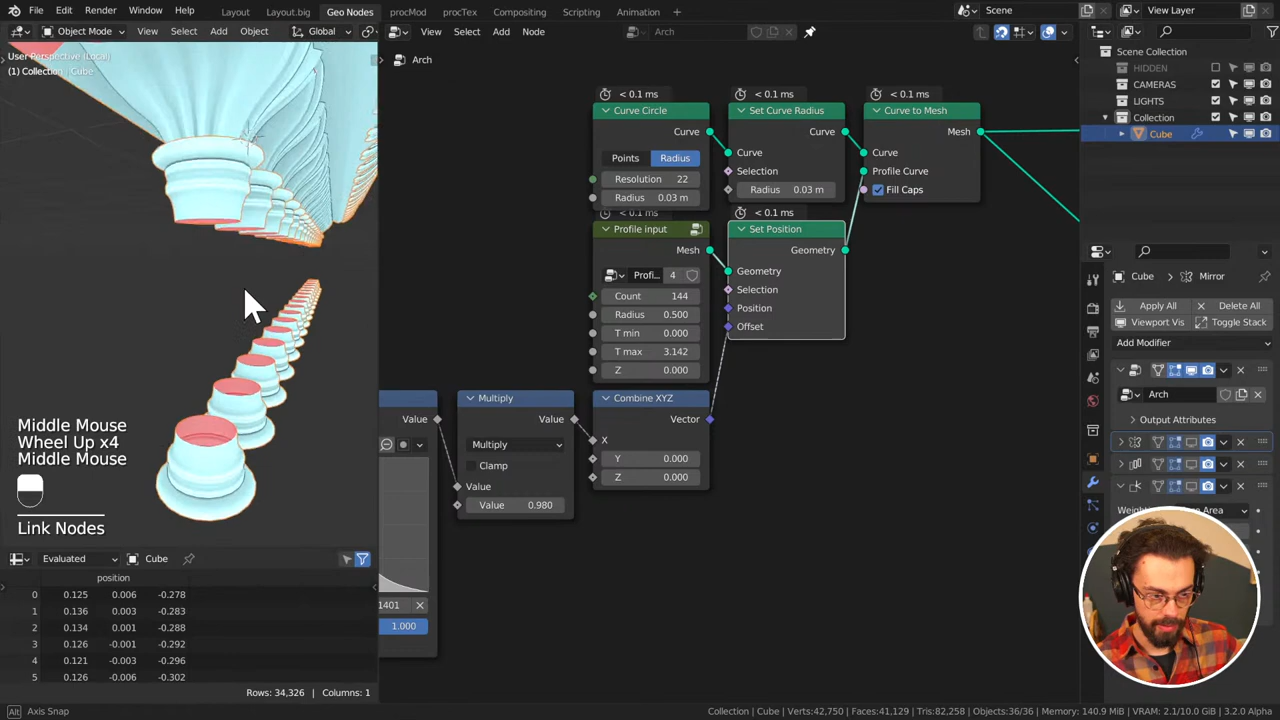 File Edit Render Window Help
Layout Layout.big Geo Nodes procMod procTex Compositing Scripting Animation +
Scene
View Layer
Object Mode View Select Add Object Global
View Select Add Node
Arch
User Perspective (Local)
(1) Collection | Cube
Arch
Scene Collection
HIDDEN
CAMERAS
LIGHTS
Collection
Cube
< 0.1 ms
< 0.1 ms
< 0.1 ms
Curve Circle
Curve
Points
Radius
Resolution 22
Radius 0.03 m
Set Curve Radius
Curve
Curve
Selection
Radius 0.03 m
Curve to Mesh
Mesh
Curve
Profile Curve
Fill Caps
< 0.1 ms
< 0.1 ms
Profile input
Mesh
Profi... 4
Count 144
Radius 0.500
T min 0.000
T max 3.142
Z 0.000
Set Position
Geometry
Geometry
Selection
Position
Offset
Value
1401
1.000
Multiply
Value
Multiply
Clamp
Value
Value 0.980
Combine XYZ
Vector
X
Y 0.000
Z 0.000
Cube Mirror
Apply All
Delete All
Viewport Vis
Toggle Stack
Add Modifier
Arch
Output Attributes
Middle Mouse
Wheel Up x4
Middle Mouse
Link Nodes
Evaluated Cube
position
0 0.125 0.006 -0.278
1 0.136 0.003 -0.283
2 0.134 0.001 -0.288
3 0.126 -0.001 -0.292
4 0.121 -0.003 -0.296
5 0.126 -0.006 -0.302
Rows: 34,326 | Columns: 1
Alt Axis Snap
Collection | Cube | Verts:42,750 | Faces:41,129 | Tris:82,258 | Objects:36/36 | Memory: 140.9 MiB | VRAM: 2.1/10.0 GiB | 3.2.0 Alpha